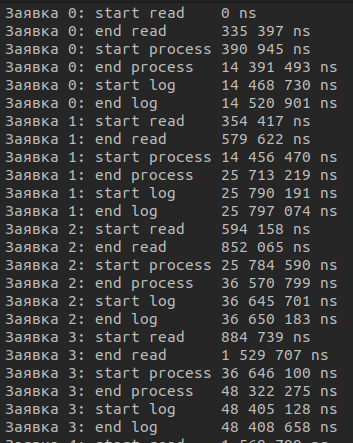 Заявка 0: start read    0 ns
Заявка 0: end read      335 397 ns
Заявка 0: start process 390 945 ns
Заявка 0: end process   14 391 493 ns
Заявка 0: start log     14 468 730 ns
Заявка 0: end log       14 520 901 ns
Заявка 1: start read    354 417 ns
Заявка 1: end read      579 622 ns
Заявка 1: start process 14 456 470 ns
Заявка 1: end process   25 713 219 ns
Заявка 1: start log     25 790 191 ns
Заявка 1: end log       25 797 074 ns
Заявка 2: start read    594 158 ns
Заявка 2: end read      852 065 ns
Заявка 2: start process 25 784 590 ns
Заявка 2: end process   36 570 799 ns
Заявка 2: start log     36 645 701 ns
Заявка 2: end log       36 650 183 ns
Заявка 3: start read    884 739 ns
Заявка 3: end read      1 529 707 ns
Заявка 3: start process 36 646 100 ns
Заявка 3: end process   48 322 275 ns
Заявка 3: start log     48 405 128 ns
Заявка 3: end log       48 408 658 ns